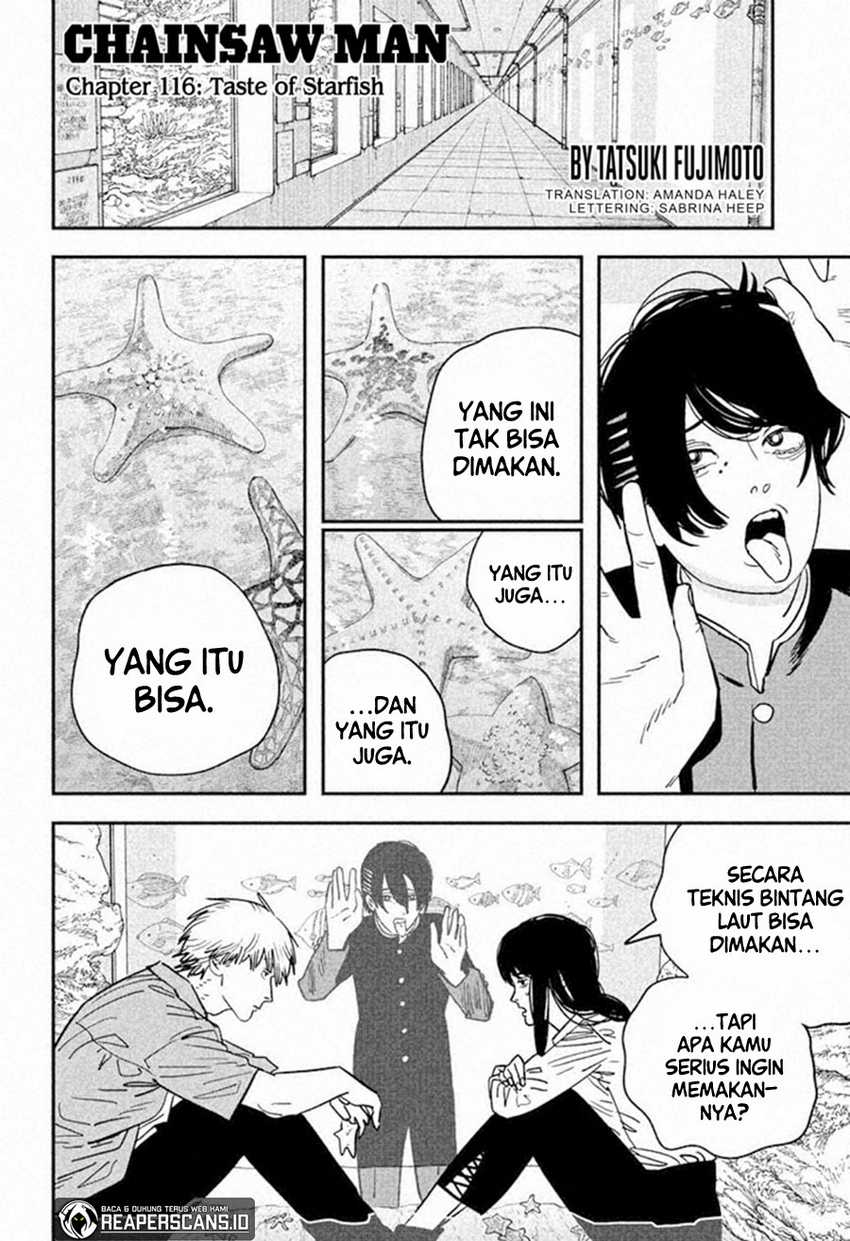 CHAINSAW MAN
Chapter 116: Taste of Starfish
BY TATSUKI FUJIMOTO
TRANSLATION: AMANDA HALEY
LETTERING: SABRINA HEEP
YANG ITU
BISA.
YANG INI
TAK BISA
DIMAKAN.
YANG ITU
JUGA...
...DAN
YANG ITU
JUGA.
SECARA
TEKNIS BINTANG
LAUT BISA
DIMAKAN...
...TAPI
APA KAMU
SERIUS INGIN
MEMAKAN-
NYA?
BACA & DUKUNG TERUS WEB KAMI
REAPERSCANS.ID